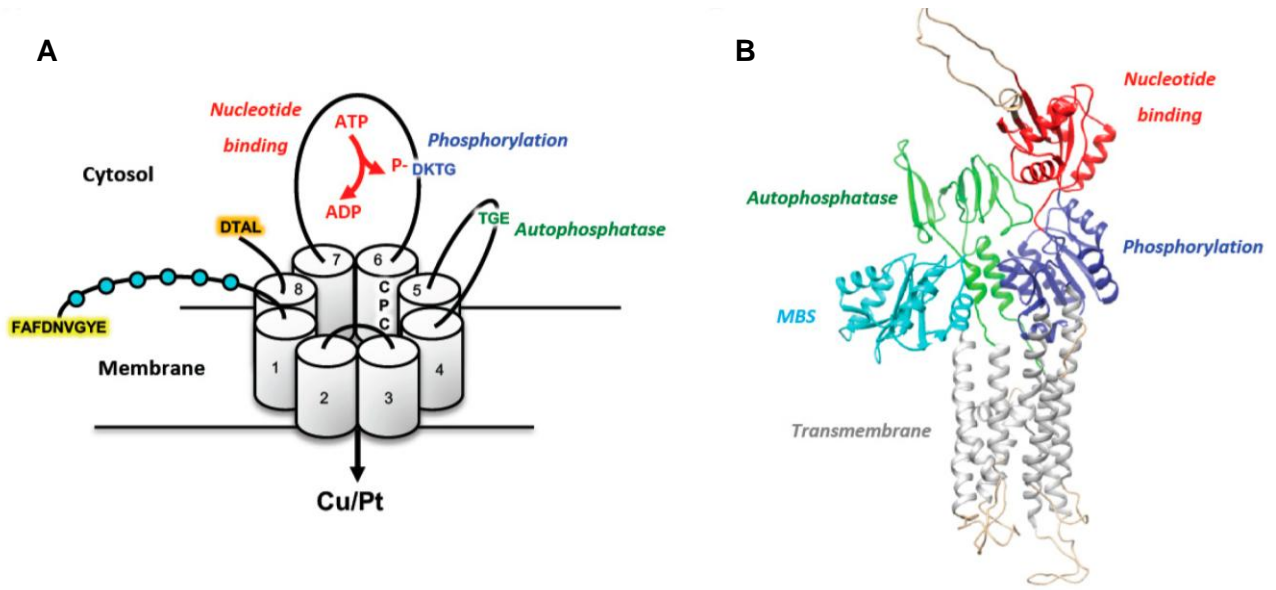 A
Nucleotide
binding
ATP
Phosphorylation
P- DKTG
ADP
Cytosol
DTAL
TGE
Autophosphatase
7
6
8
5
C
P
C
FAFDNVGYE
Membrane
1
2
3
4
Cu/Pt
B
Nucleotide
binding
Autophosphatase
Phosphorylation
MBS
Transmembrane